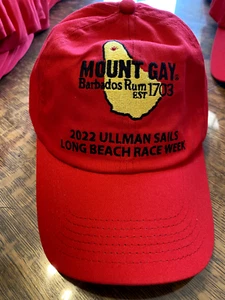 MOUNT GAY®
Barbados Rum
EST 1703
2022 ULLMAN SAILS
LONG BEACH RACE WEEK